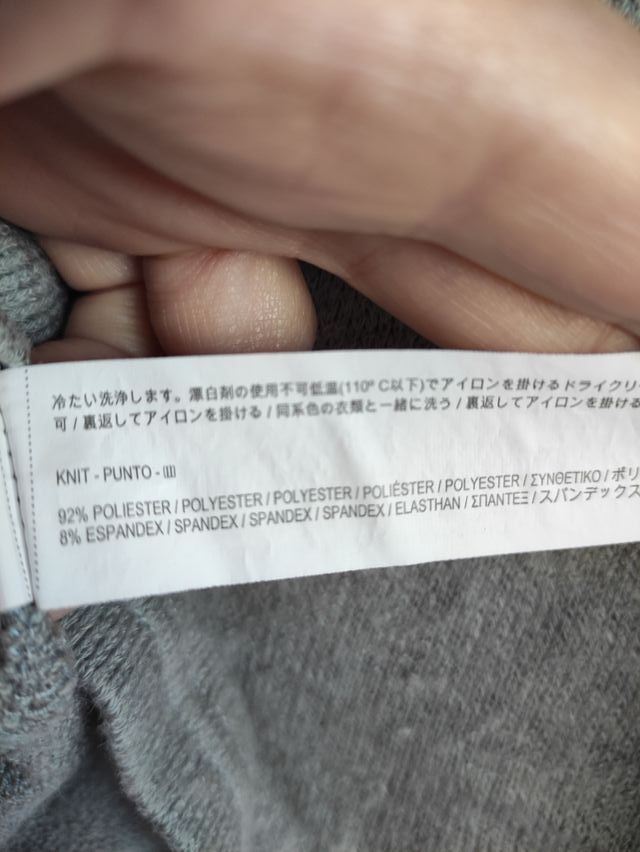 冷たい洗浄します。漂白剤の使用不可低温(110º C以下)でアイロンを掛けるドライクリ
可 / 裏返してアイロンを掛ける / 同系色の衣類と一緒に洗う / 裏返してアイロンを掛ける
KNIT - PUNTO -
92% POLIESTER / POLYESTER / POLYESTER / POLIÉSTER / POLYESTER / ΣΥΝΘΕΤΙΚΟ / ポリ
8% ESPANDEX / SPANDEX / SPANDEX / SPANDEX / ELASTHAN / ΣΠΑΝΤΕΞ / スパンデックス